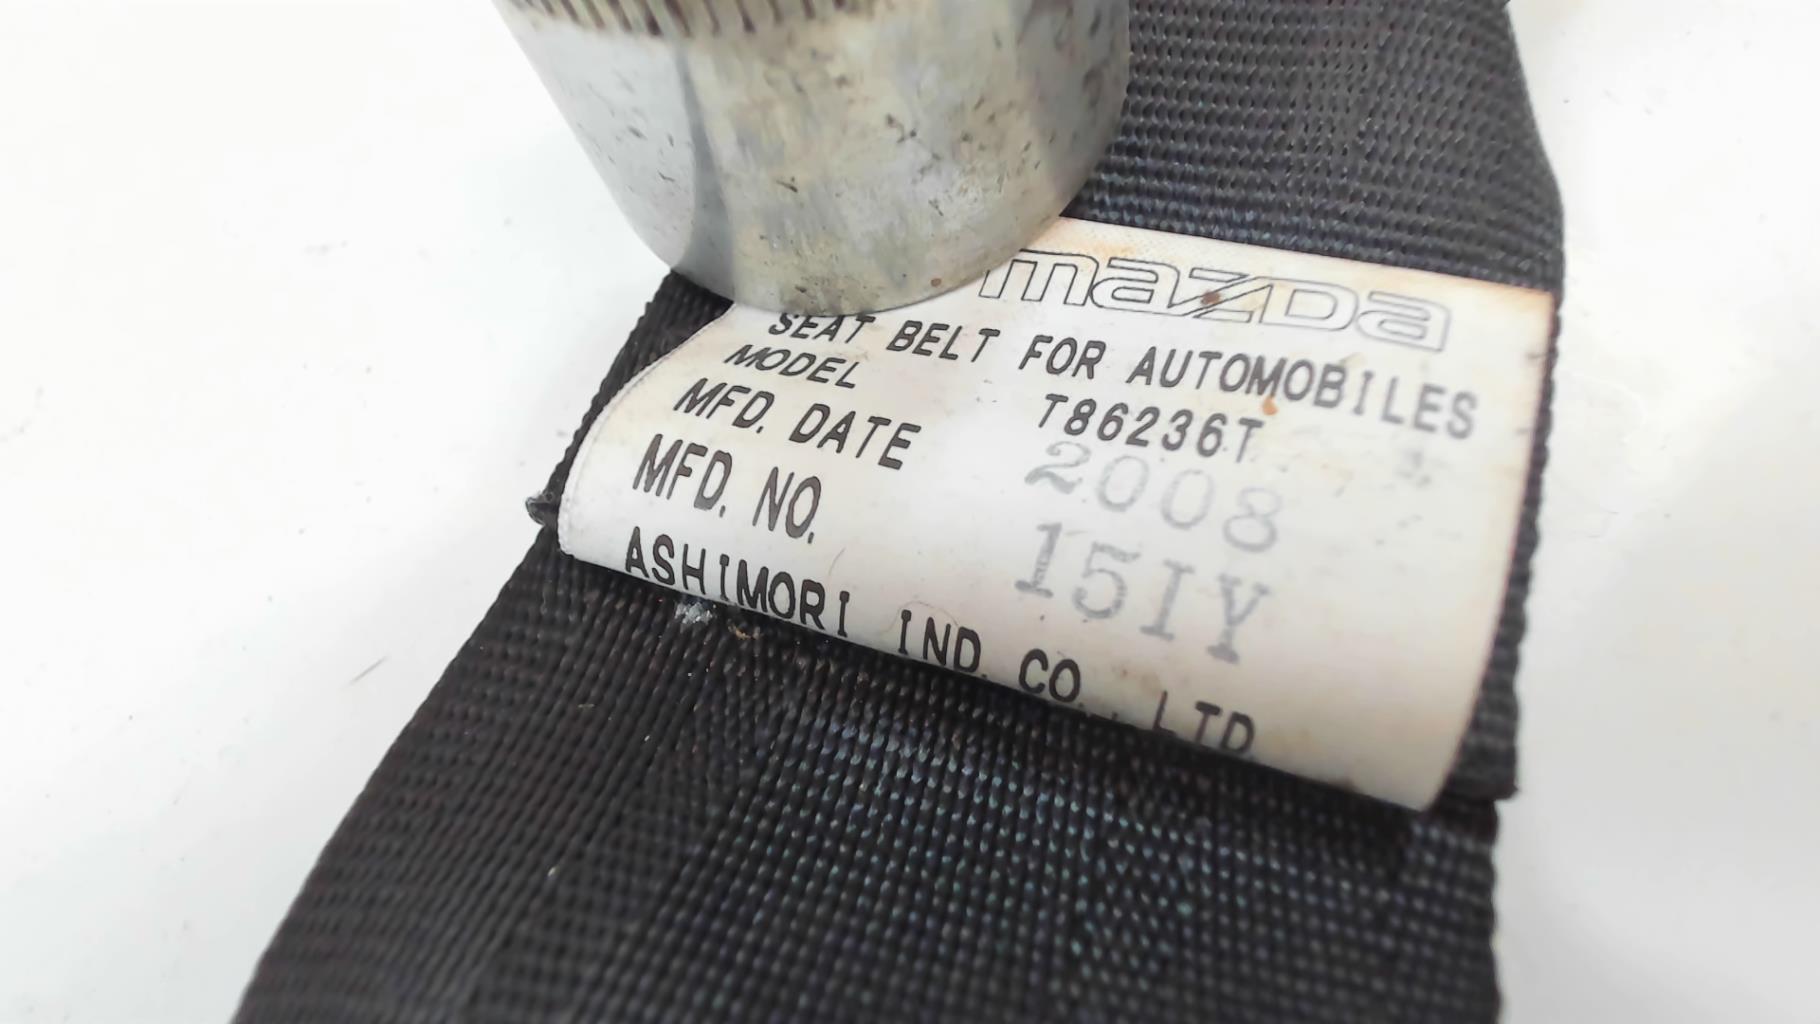 mazda
SEAT BELT FOR AUTOMOBILES
MODEL T86236T
MFD. DATE 2008
MFD. NO. 15IY
ASHIMORI IND. CO., LTD.